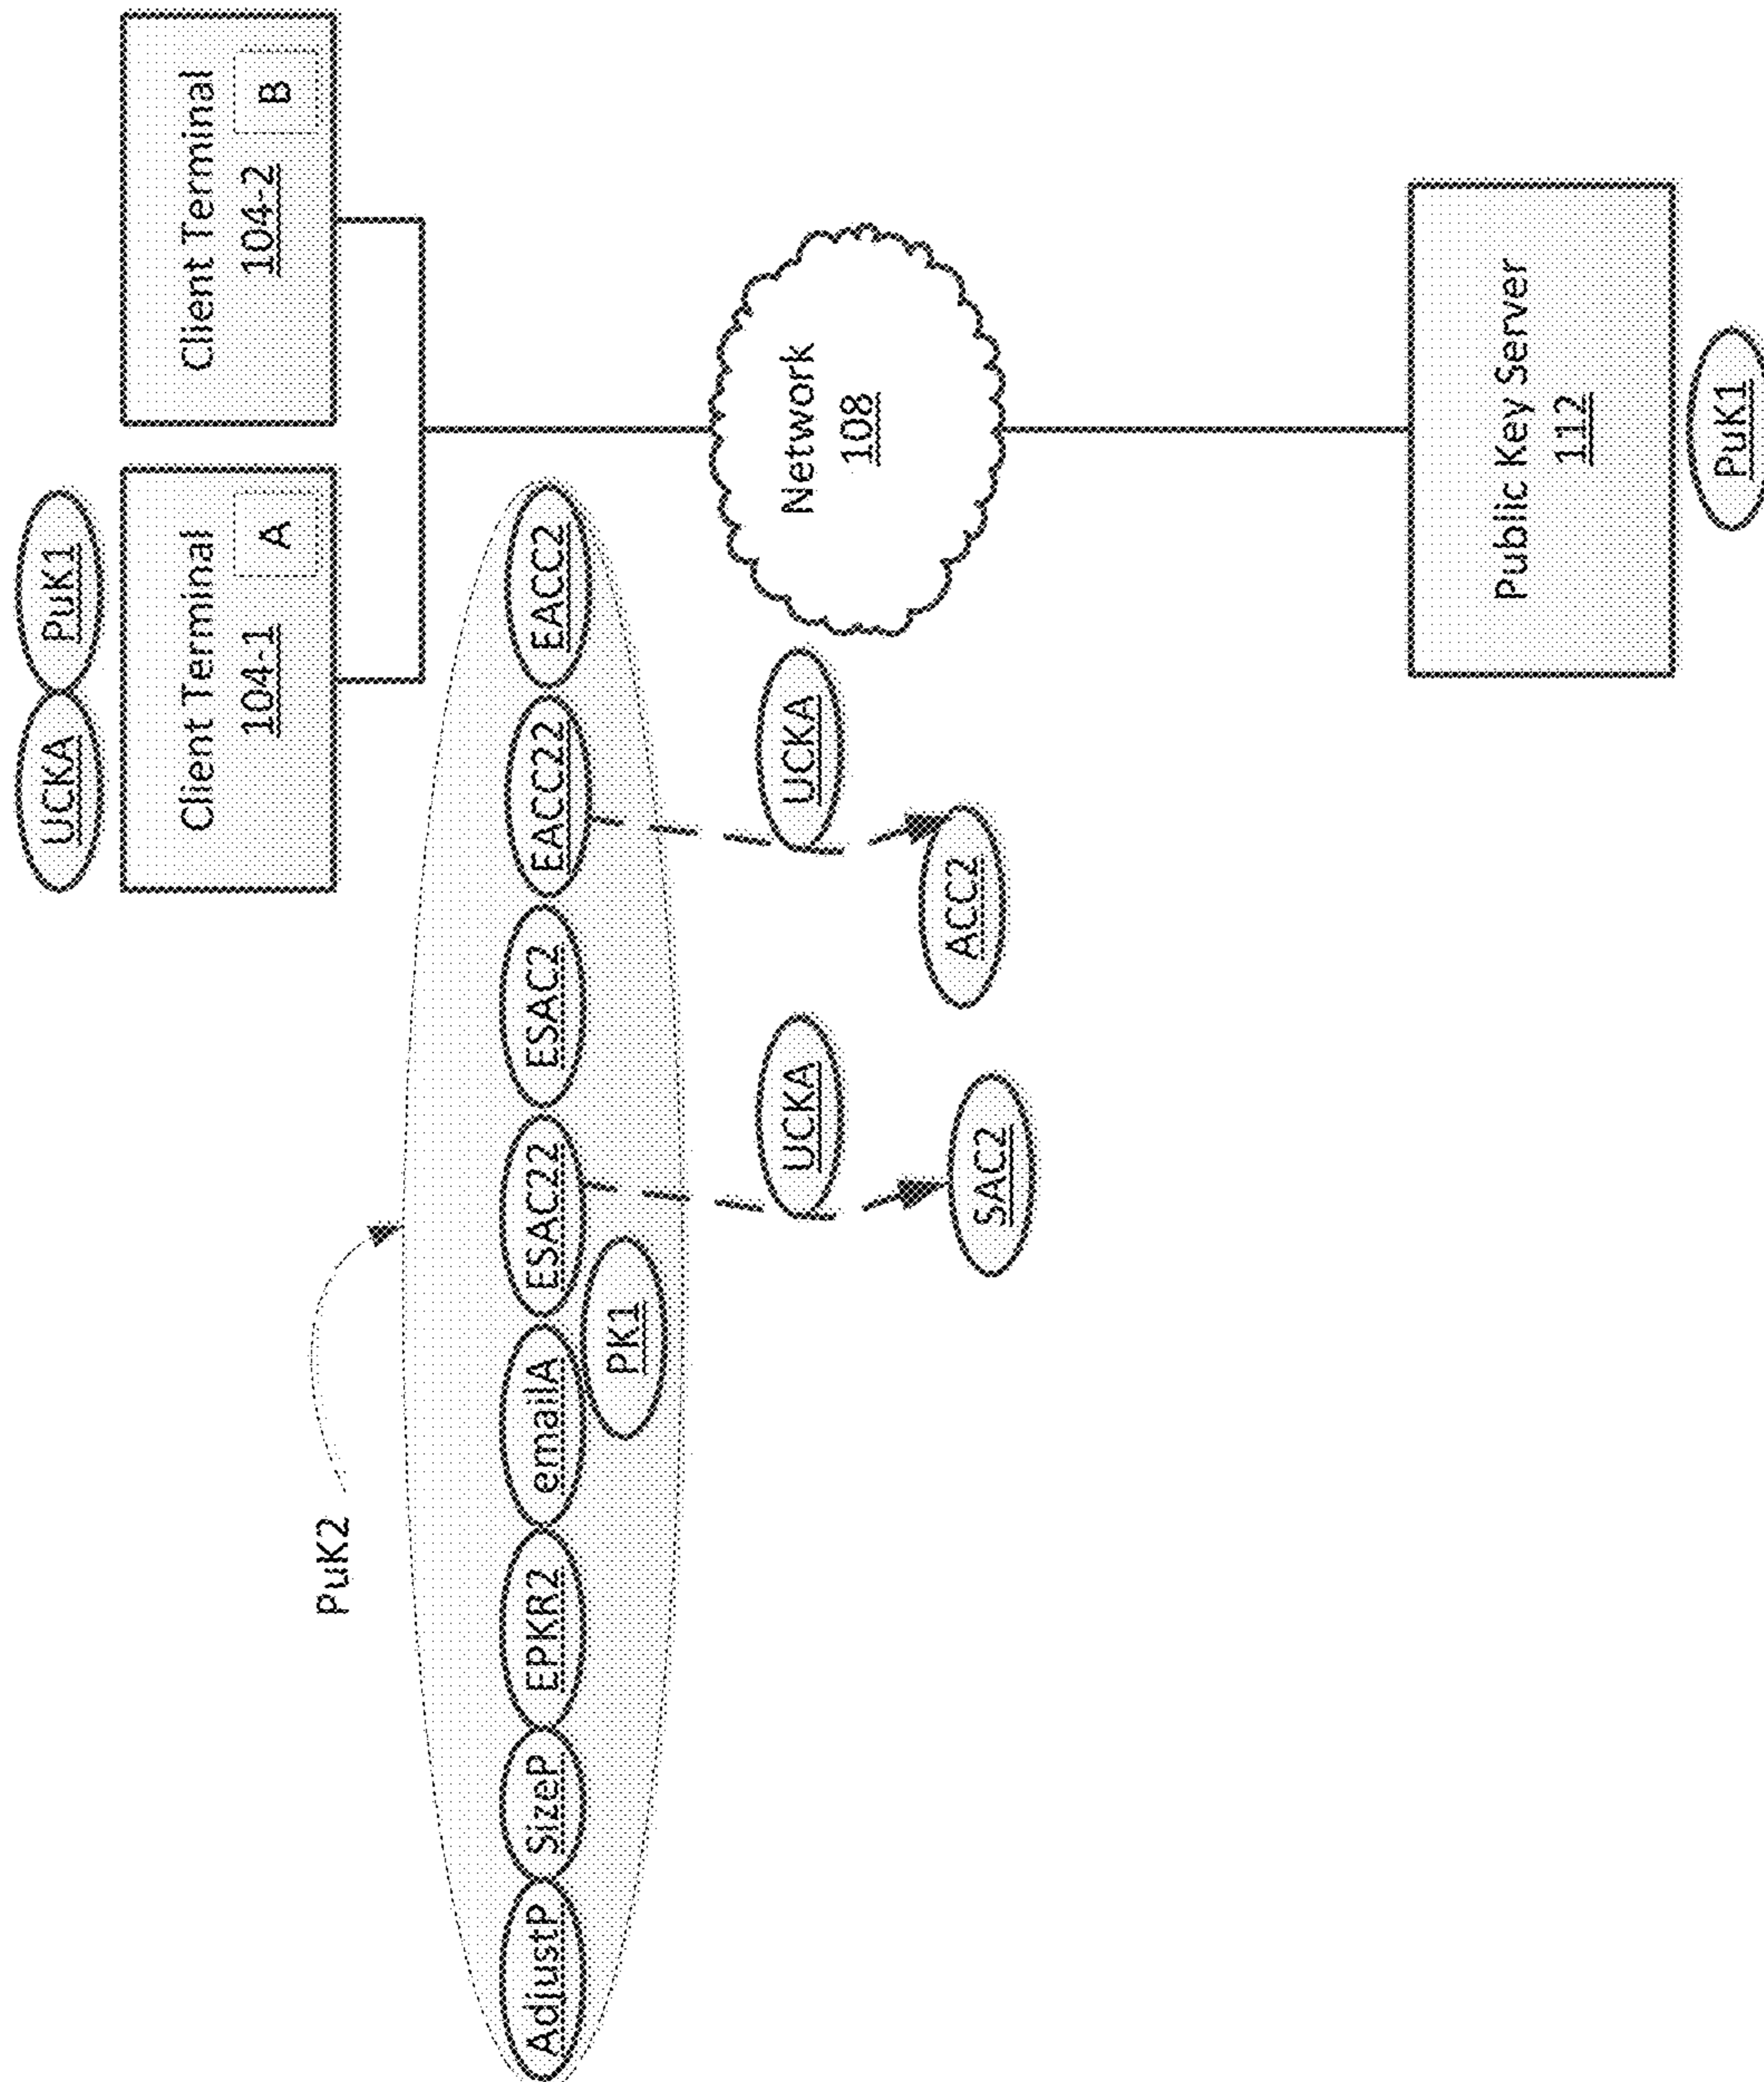 UCKA
PuK1
Client Terminal
104-1
A
Client Terminal
104-2
B
PuK2
AdjustP
SizeP
EPKR2
emailA
ESAC22
ESAC2
EACC22
EACC2
PK1
UCKA
UCKA
Network
108
SAC2
ACC2
Public Key Server
112
PuK1